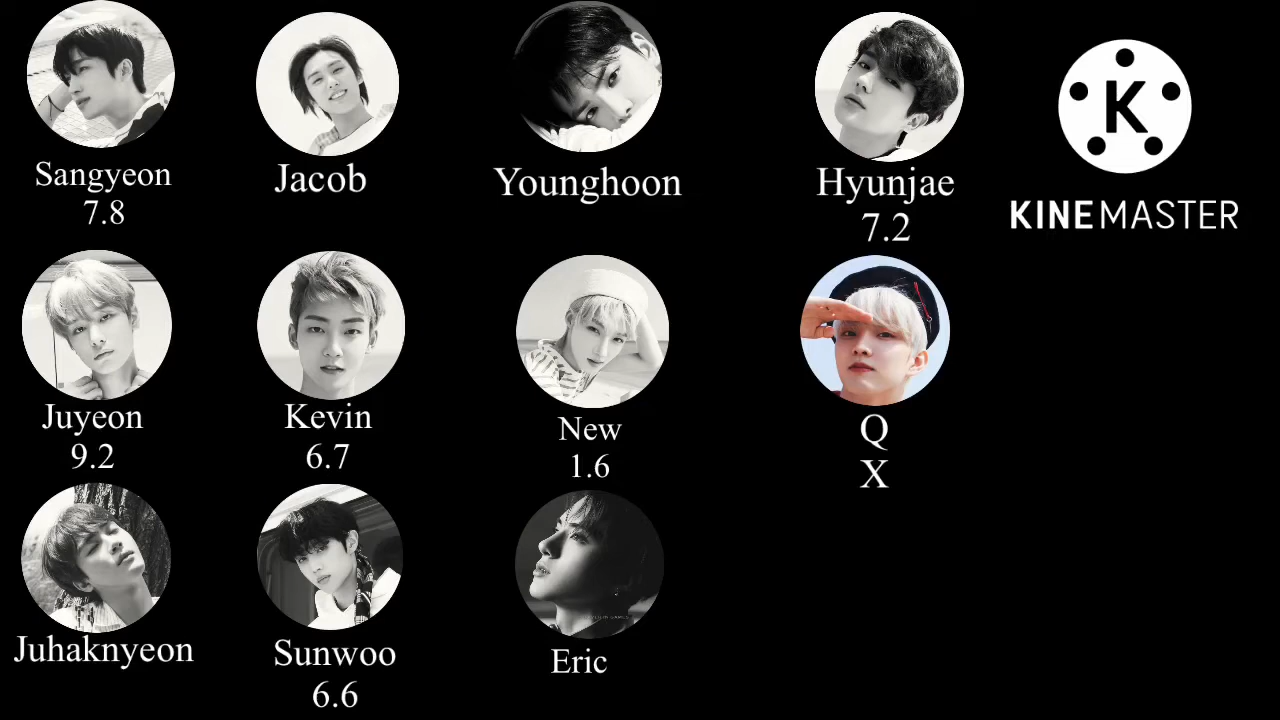 Sangyeon
7.8
Jacob
Younghoon
Hyunjae
7.2
K
KINEMASTER
Juyeon
9.2
Kevin
6.7
New
1.6
Q
X
Juhaknyeon
Sunwoo
6.6
Eric